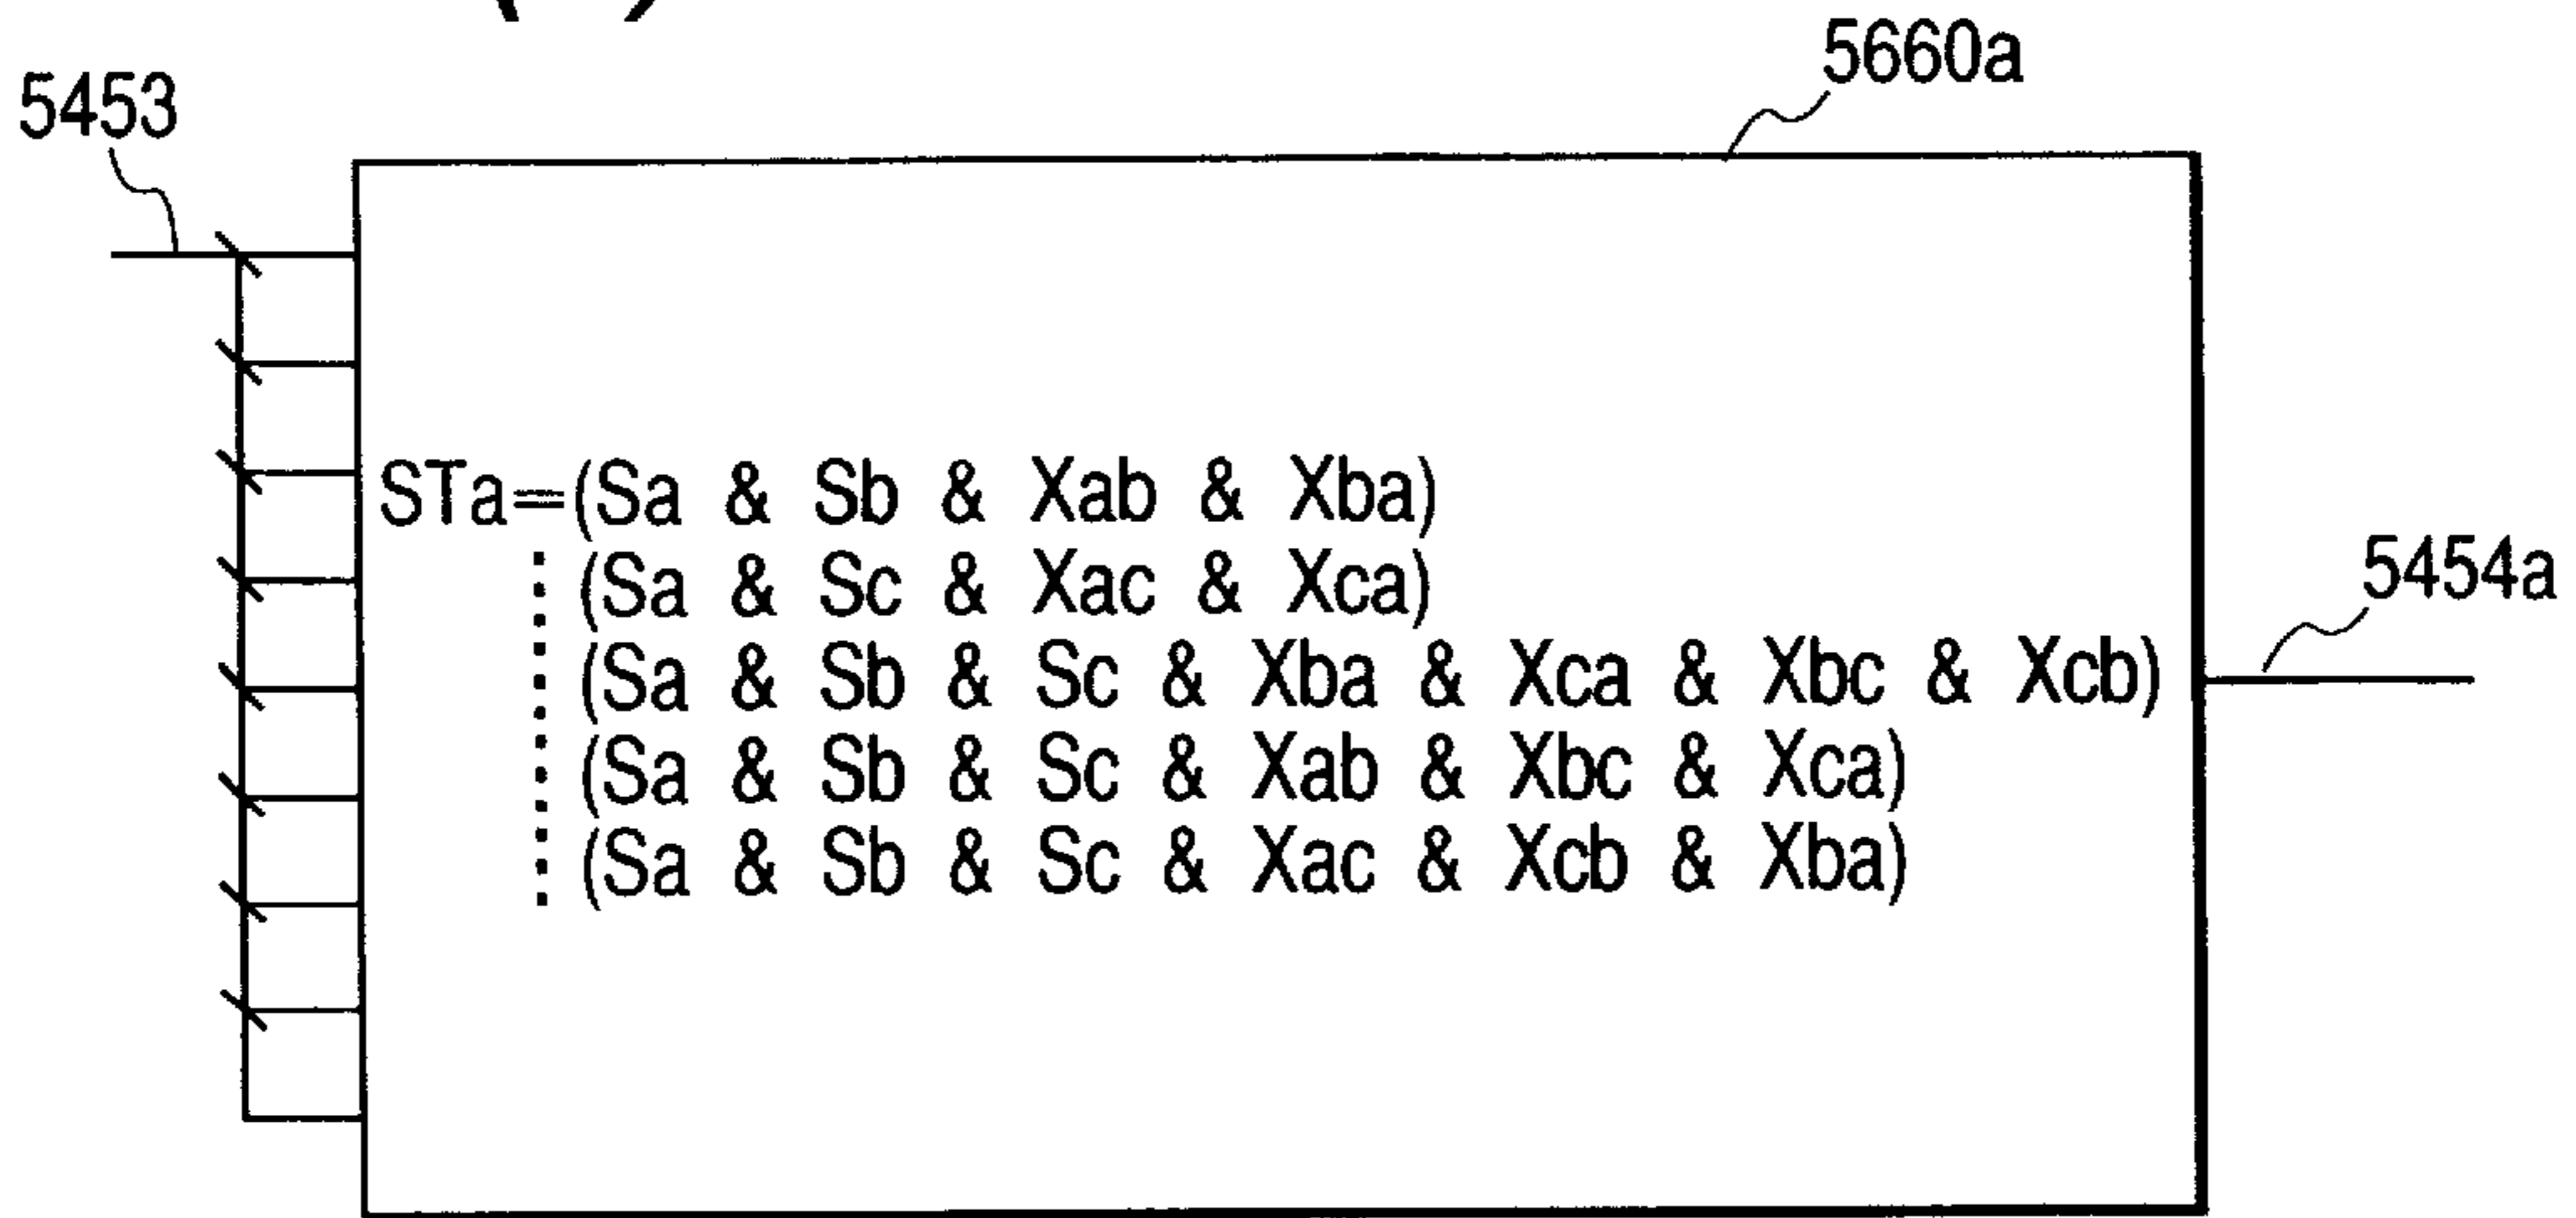 5660a
5453
STa=(Sa & Sb & Xab & Xba)
¦ (Sa & Sc & Xac & Xca)
¦ (Sa & Sb & Sc & Xba & Xca & Xbc & Xcb)
¦ (Sa & Sb & Sc & Xab & Xbc & Xca)
¦ (Sa & Sb & Sc & Xac & Xcb & Xba)
5454a